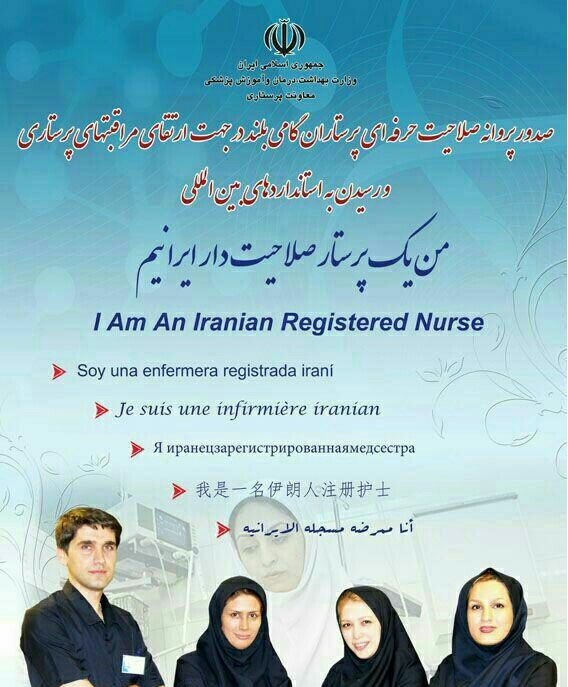 جمهوری اسلامی ایران
وزارت بهداشت، درمان و آموزش پزشکی
معاونت پرستاری
صدور پروانه صلاحیت حرفه ای پرستاران گامی بلند در جهت ارتقای مراقبتهای پرستاری
و رسیدن به استانداردهای بین المللی
من یک پرستار صلاحیت دار ایرانیم
I Am An Iranian Registered Nurse
Soy una enfermera registrada iraní
Je suis une infirmière iranian
Я иранецзарегистрированнаямедсестра
我是一名伊朗人注册护士
أنا ممرضه مسجله الايرانيه